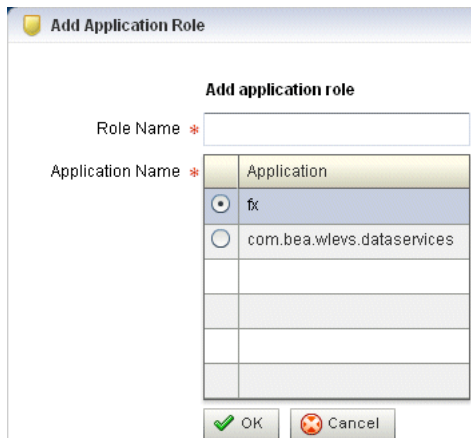 Add Application Role
Add application role
Role Name *
Application Name *
Application
fx
com.bea.wlevs.dataservices
OK
Cancel